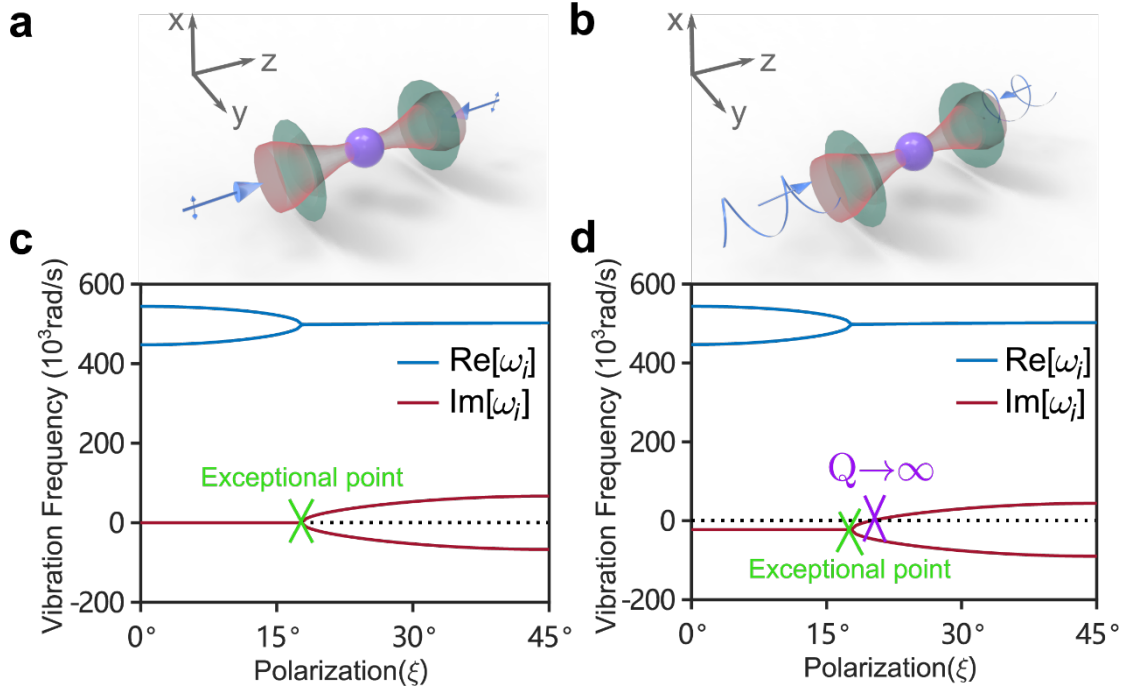 a
x
z
y
b
x
z
y
c
Vibration Frequency (10³rad/s)
600
400
200
0
-200
Re[ωᵢ]
Im[ωᵢ]
Exceptional point
0° 15° 30° 45°
Polarization(ξ)
d
Vibration Frequency (10³rad/s)
600
400
200
0
-200
Re[ωᵢ]
Im[ωᵢ]
Q→∞
Exceptional point
0° 15° 30° 45°
Polarization(ξ)